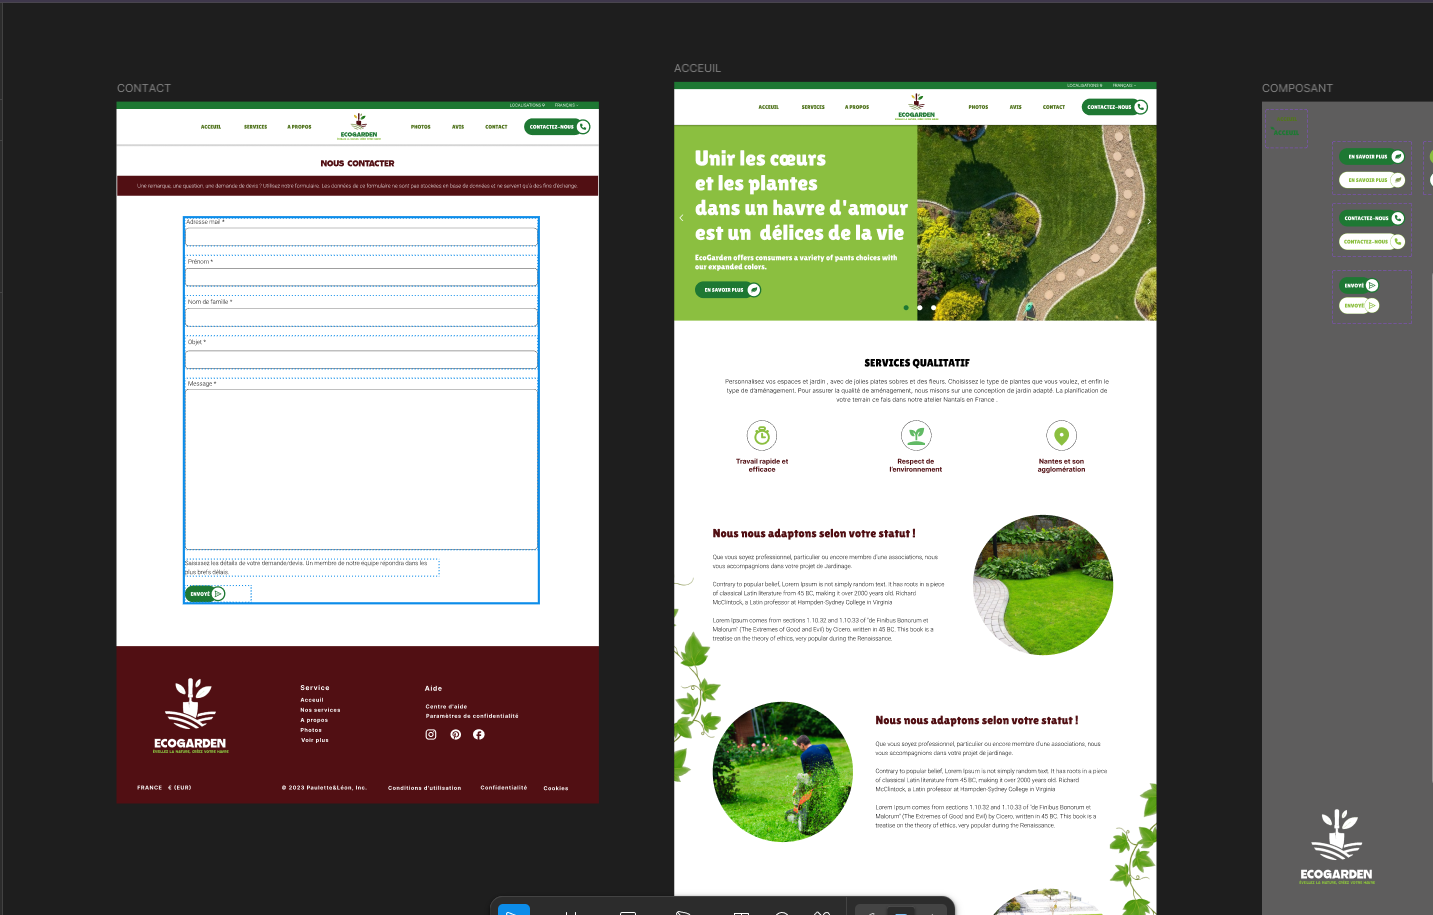 CONTACT
LOCALISATIONS
FRANÇAIS
ACCEUIL
SERVICES
A PROPOS
ECOGARDEN
PHOTOS
AVIS
CONTACT
CONTACTEZ-NOUS
NOUS CONTACTER
Une remarque, une question, une demande de devis ? Utilisez notre formulaire. Les données de ce formulaire ne sont pas stockées en base de données et ne servent qu'à des fins d'échange.
Adresse mail *
Prénom *
Nom de famille *
Objet *
Message *
Saisissez les détails de votre demande/devis. Un membre de notre équipe répondra dans les
plus brefs délais.
ENVOYÉ
ECOGARDEN
ÉVEILLEZ LA NATURE, CRÉEZ VOTRE HAVRE
Service
Acceuil
Nos services
A propos
Photos
Voir plus
Aide
Centre d'aide
Paramètres de confidentialité
FRANCE € (EUR)
© 2023 Paulette&Léon, Inc.
Conditions d'utilisation
Confidentialité
Cookies
ACCEUIL
LOCALISATIONS
FRANÇAIS
ACCEUIL
SERVICES
A PROPOS
ECOGARDEN
PHOTOS
AVIS
CONTACT
CONTACTEZ-NOUS
Unir les cœurs
et les plantes
dans un havre d'amour
est un délices de la vie
EcoGarden offers consumers a variety of pants choices with
our expanded colors.
EN SAVOIR PLUS
SERVICES QUALITATIF
Personnalisez vos espaces et jardin , avec de jolies plates sobres et des fleurs. Choisissez le type de plantes que vous voulez, et enfin le
type de d'aménagement. Pour assurer la qualité de aménagement, nous misons sur une conception de jardin adapté. La planification de
votre terrain ce fais dans notre atelier Nantais en France .
Travail rapide et
efficace
Respect de
l'environnement
Nantes et son
agglomération
Nous nous adaptons selon votre statut !
Que vous soyez professionnel, particulier ou encore membre d'une associations, nous
vous accompagnions dans votre projet de Jardinage.
Contrary to popular belief, Lorem Ipsum is not simply random text. It has roots in a piece
of classical Latin literature from 45 BC, making it over 2000 years old. Richard
McClintock, a Latin professor at Hampden-Sydney College in Virginia
Lorem Ipsum comes from sections 1.10.32 and 1.10.33 of "de Finibus Bonorum et
Malorum" (The Extremes of Good and Evil) by Cicero, written in 45 BC. This book is a
treatise on the theory of ethics, very popular during the Renaissance.
Nous nous adaptons selon votre statut !
Que vous soyez professionnel, particulier ou encore membre d'une associations, nous
vous accompagnions dans votre projet de jardinage.
Contrary to popular belief, Lorem Ipsum is not simply random text. It has roots in a piece
of classical Latin literature from 45 BC, making it over 2000 years old. Richard
McClintock, a Latin professor at Hampden-Sydney College in Virginia
Lorem Ipsum comes from sections 1.10.32 and 1.10.33 of "de Finibus Bonorum et
Malorum" (The Extremes of Good and Evil) by Cicero, written in 45 BC. This book is a
treatise on the theory of ethics, very popular during the Renaissance.
COMPOSANT
EN SAVOIR PLUS
EN SAVOIR PLUS
CONTACTEZ-NOUS
CONTACTEZ-NOUS
ENVOYÉ
ENVOYÉ
ECOGARDEN
ÉVEILLEZ LA NATURE, CRÉEZ VOTRE HAVRE